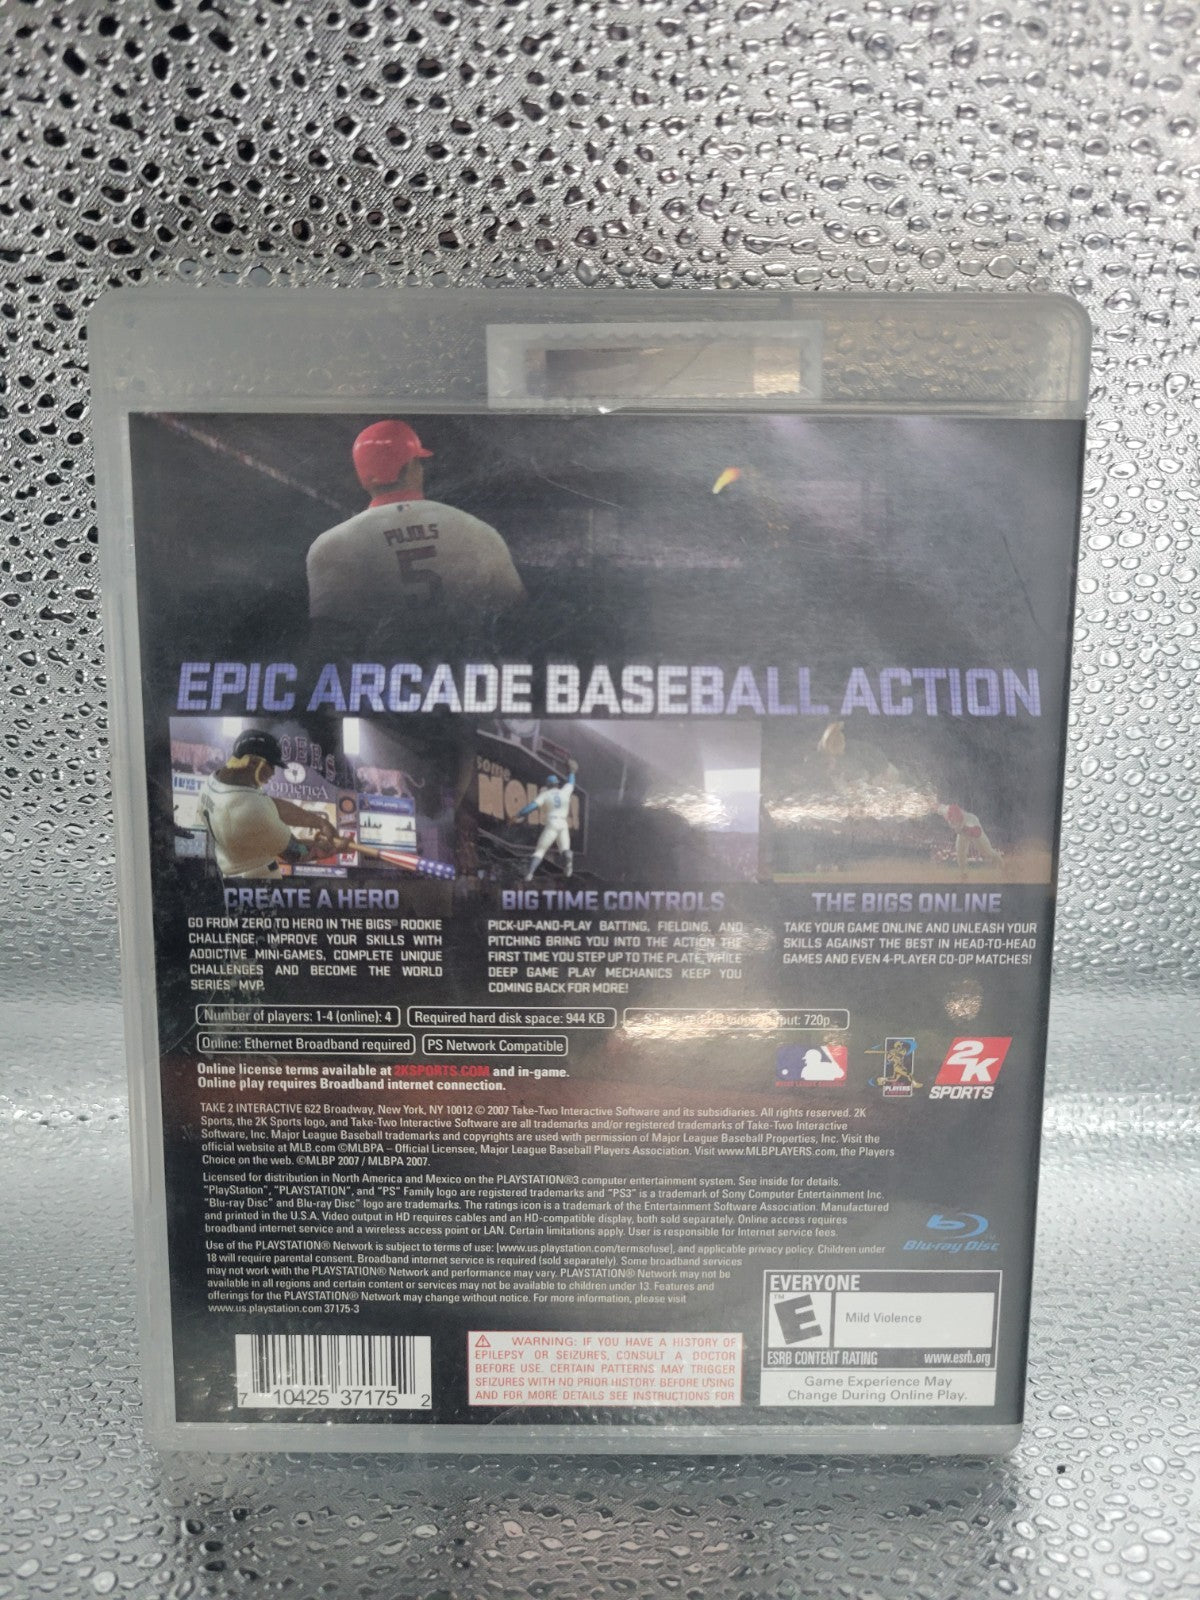 PUJOLS
5
EPIC ARCADE BASEBALL ACTION
CREATE A HERO
GO FROM ZERO TO HERO IN THE BIGS® ROOKIE
CHALLENGE, IMPROVE YOUR SKILLS WITH
ADDICTIVE MINI-GAMES, COMPLETE UNIQUE
CHALLENGES AND BECOME THE WORLD
SERIES® MVP.
BIG TIME CONTROLS
PICK-UP-AND-PLAY BATTING, FIELDING, AND
PITCHING BRING YOU INTO THE ACTION THE
FIRST TIME YOU STEP UP TO THE PLATE, WHILE
DEEP GAME PLAY MECHANICS KEEP YOU
COMING BACK FOR MORE!
THE BIGS ONLINE
TAKE YOUR GAME ONLINE AND UNLEASH YOUR
SKILLS AGAINST THE BEST IN HEAD-TO-HEAD
GAMES AND EVEN 4-PLAYER CO-OP MATCHES!
Number of players: 1-4 (online): 4
Required hard disk space: 944 KB
output: 720p
Online: Ethernet Broadband required
PS Network Compatible
Online license terms available at 2KSPORTS.COM and in-game.
Online play requires Broadband internet connection.
MAJOR LEAGUE BASEBALL
PLAYERS
2K
SPORTS
TAKE 2 INTERACTIVE 622 Broadway, New York, NY 10012 © 2007 Take-Two Interactive Software and its subsidiaries. All rights reserved. 2K
Sports, the 2K Sports logo, and Take-Two Interactive Software are all trademarks and/or registered trademarks of Take-Two Interactive
Software, Inc. Major League Baseball trademarks and copyrights are used with permission of Major League Baseball Properties, Inc. Visit the
official website at MLB.com ©MLBPA – Official Licensee, Major League Baseball Players Association. Visit www.MLBPLAYERS.com, the Players
Choice on the web. ©MLBP 2007 / MLBPA 2007.
Licensed for distribution in North America and Mexico on the PLAYSTATION®3 computer entertainment system. See inside for details.
"PlayStation", "PLAYSTATION", and "PS" Family logo are registered trademarks and "PS3" is a trademark of Sony Computer Entertainment Inc.
"Blu-ray Disc" and Blu-ray Disc" logo are trademarks. The ratings icon is a trademark of the Entertainment Software Association. Manufactured
and printed in the U.S.A. Video output in HD requires cables and an HD-compatible display, both sold separately. Online access requires
broadband internet service and a wireless access point or LAN. Certain limitations apply. User is responsible for Internet service fees.
Use of the PLAYSTATION® Network is subject to terms of use: [www.us.playstation.com/termsofuse], and applicable privacy policy. Children under
18 will require parental consent. Broadband internet service is required (sold separately). Some broadband services
may not work with the PLAYSTATION® Network and performance may vary. PLAYSTATION® Network may not be
available in all regions and certain content or services may not be available to children under 13. Features and
offerings for the PLAYSTATION® Network may change without notice. For more information, please visit
www.us.playstation.com 37175-3
Blu-ray Disc
7 10425 37175 2
WARNING: IF YOU HAVE A HISTORY OF
EPILEPSY OR SEIZURES, CONSULT A DOCTOR
BEFORE USE. CERTAIN PATTERNS MAY TRIGGER
SEIZURES WITH NO PRIOR HISTORY. BEFORE USING
AND FOR MORE DETAILS SEE INSTRUCTIONS FOR
EVERYONE
E
TM
Mild Violence
ESRB CONTENT RATING www.esrb.org
Game Experience May
Change During Online Play.